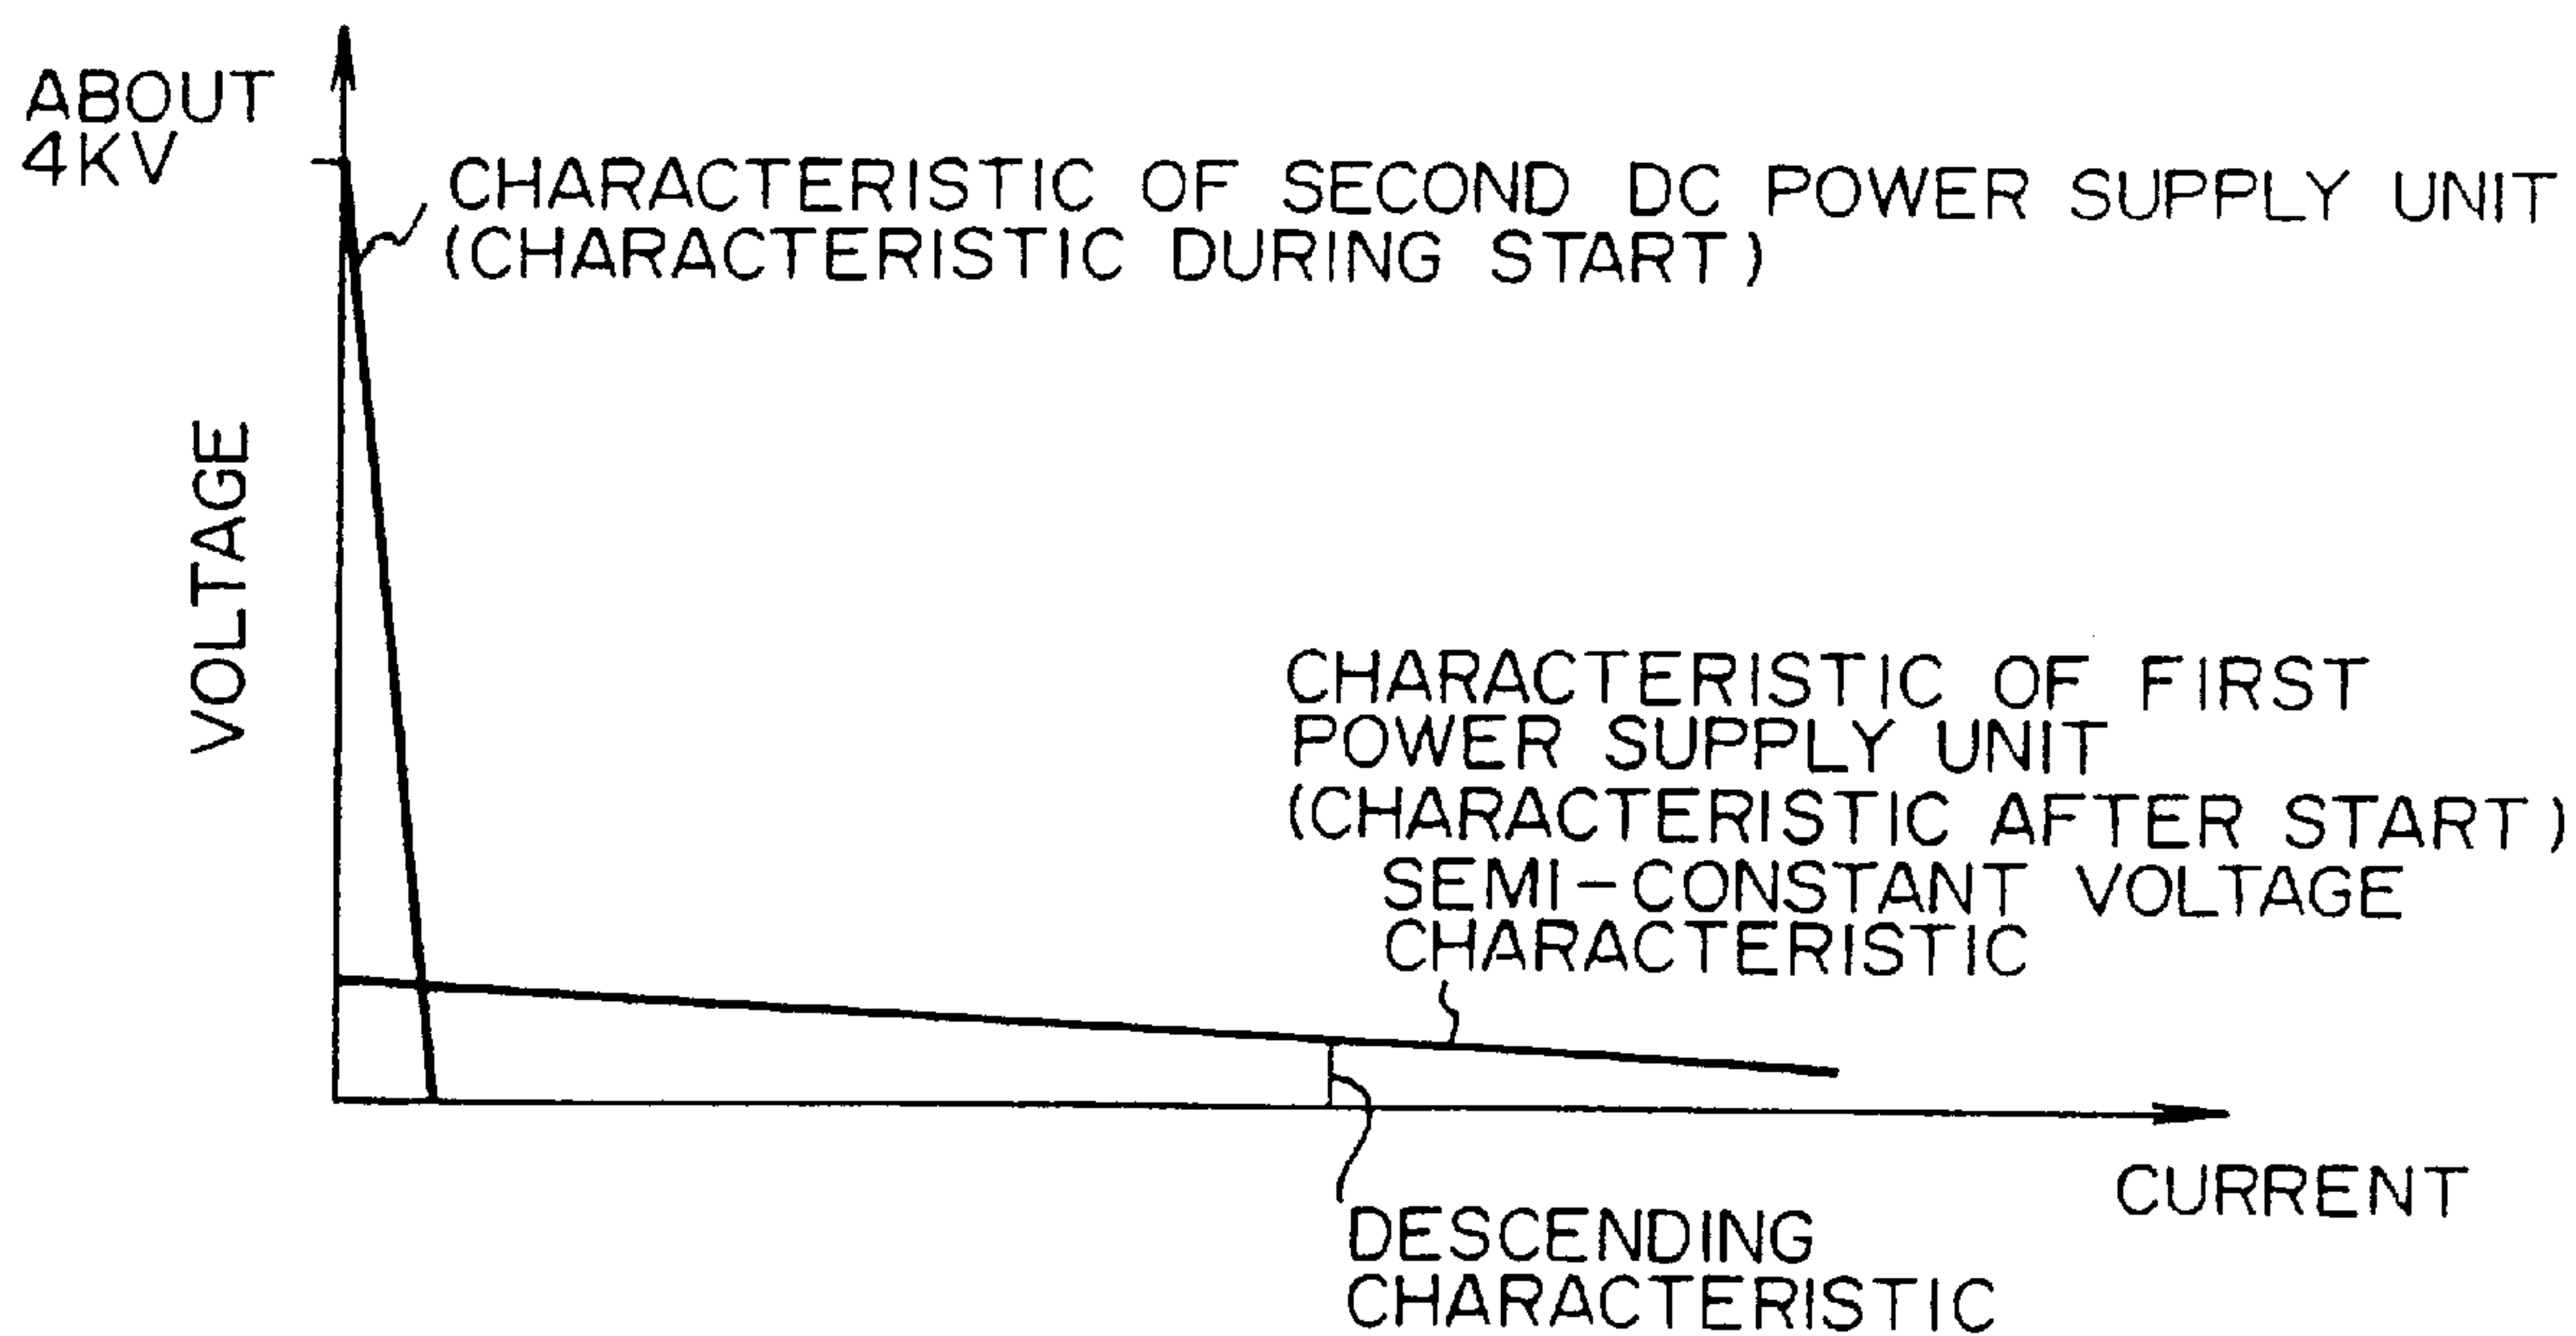 ABOUT
4KV
CHARACTERISTIC OF SECOND DC POWER SUPPLY UNIT
(CHARACTERISTIC DURING START)
VOLTAGE
CHARACTERISTIC OF FIRST
POWER SUPPLY UNIT
(CHARACTERISTIC AFTER START)
SEMI-CONSTANT VOLTAGE
CHARACTERISTIC
CURRENT
DESCENDING
CHARACTERISTIC